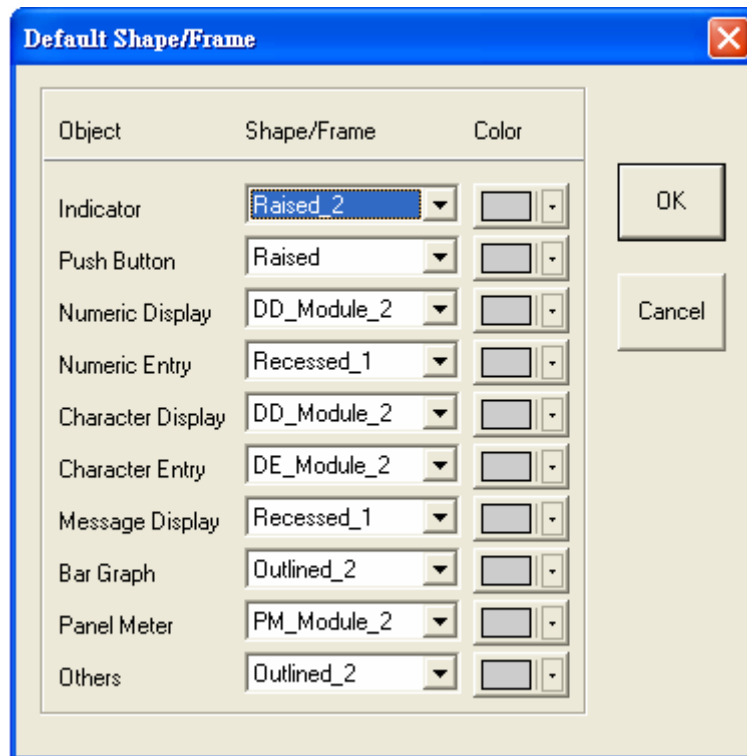 Default Shape/Frame
Object Shape/Frame Color
Indicator Raised_2
Push Button Raised
Numeric Display DD_Module_2
Numeric Entry Recessed_1
Character Display DD_Module_2
Character Entry DE_Module_2
Message Display Recessed_1
Bar Graph Outlined_2
Panel Meter PM_Module_2
Others Outlined_2
OK
Cancel